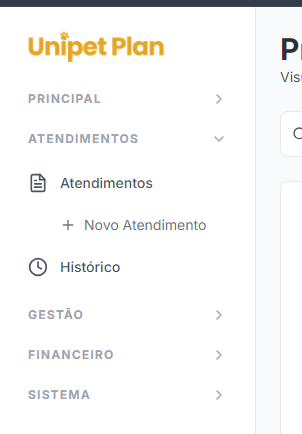 Unipet Plan
PRINCIPAL
ATENDIMENTOS
Atendimentos
+ Novo Atendimento
Histórico
GESTÃO
FINANCEIRO
SISTEMA